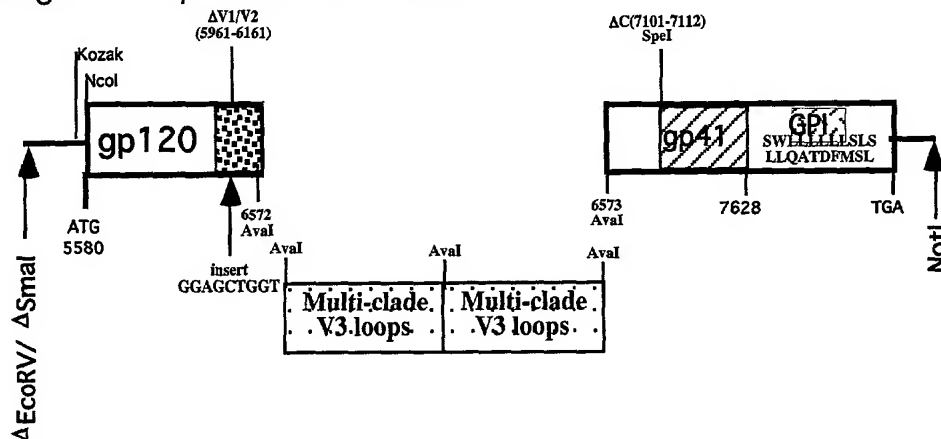 ΔV1/V2
(5961-6161)
ΔC(7101-7112)
SpeI
Kozak
NcoI
gp120
gp41
GPI
SWLLLLLLSLS
LLQATDFMSL
ATG
5580
6572
AvaI
6573
AvaI
7628
TGA
insert
GGAGCTGGT
AvaI
AvaI
AvaI
Multi-clade
V3 loops
Multi-clade
V3 loops
ΔEcoRV/ ΔSmaI
NotI